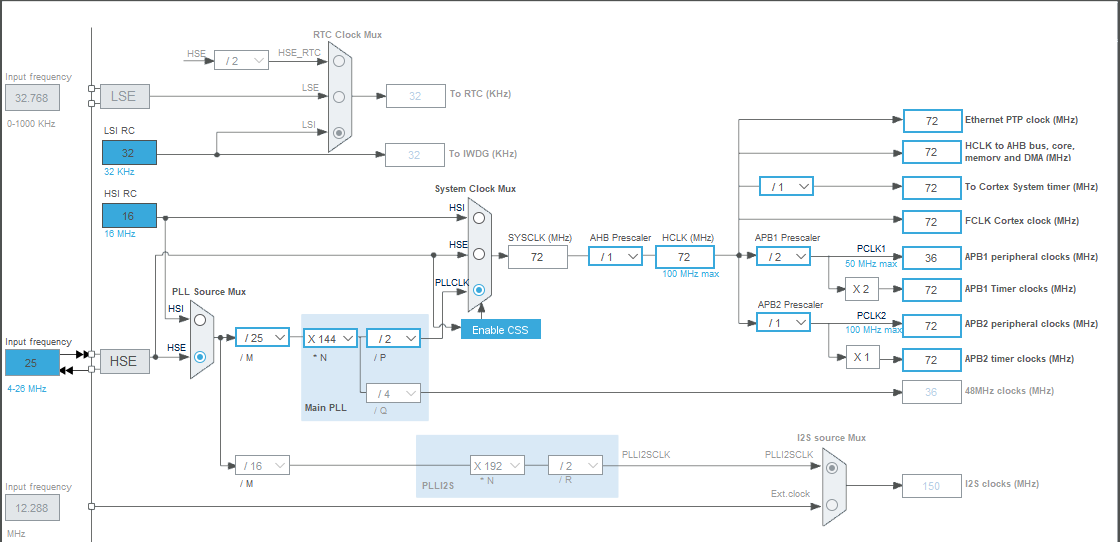 RTC Clock Mux
HSE
/ 2
HSE_RTC
Input frequency
32.768
0-1000 KHz
LSE
LSE
32
To RTC (KHz)
LSI RC
LSI
32
32 KHz
32
To IWDG (KHz)
HSI RC
16
16 MHz
System Clock Mux
HSI
HSE
PLLCLK
SYSCLK (MHz)
72
AHB Prescaler
/ 1
HCLK (MHz)
72
100 MHz max
Enable CSS
72
Ethernet PTP clock (MHz)
72
HCLK to AHB bus, core,
memory and DMA (MHz)
/ 1
72
To Cortex System timer (MHz)
72
FCLK Cortex clock (MHz)
APB1 Prescaler
/ 2
PCLK1
50 MHz max
36
APB1 peripheral clocks (MHz)
X 2
72
APB1 Timer clocks (MHz)
APB2 Prescaler
/ 1
PCLK2
100 MHz max
72
APB2 peripheral clocks (MHz)
X 1
72
APB2 timer clocks (MHz)
36
48MHz clocks (MHz)
PLL Source Mux
HSI
HSE
Input frequency
25
4-26 MHz
HSE
/ 25
/ M
X 144
* N
/ 2
/ P
/ 4
/ Q
Main PLL
/ 16
/ M
X 192
* N
/ 2
/ R
PLLI2S
PLLI2SCLK
I2S source Mux
PLLI2SCLK
Ext.clock
150
I2S clocks (MHz)
Input frequency
12.288
MHz